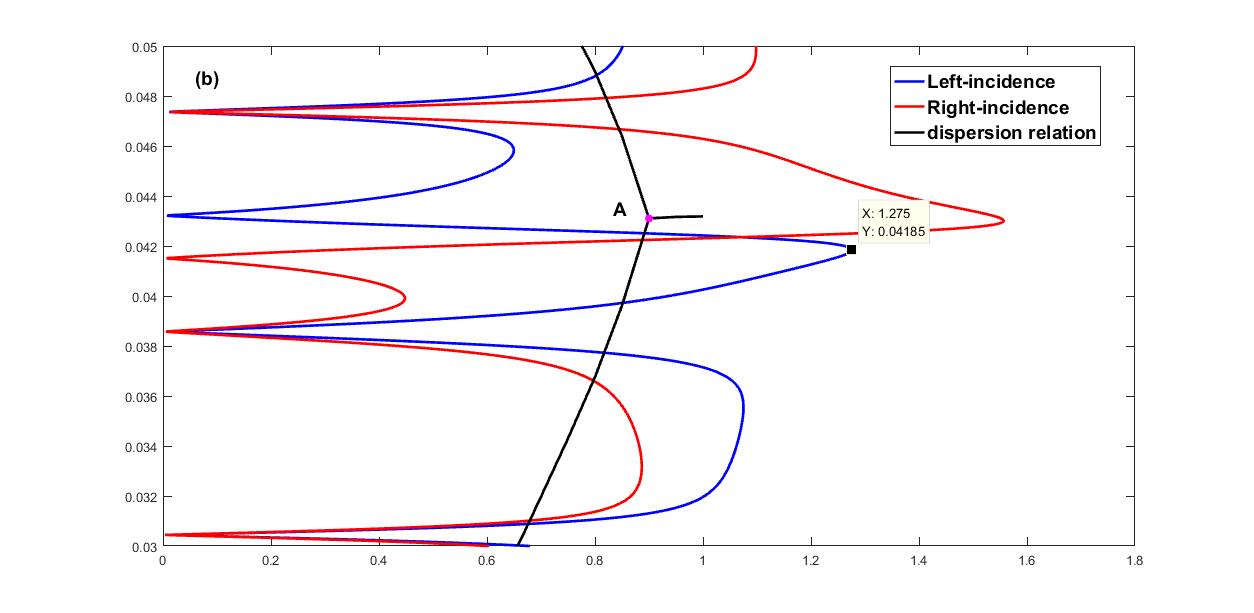 0.05
(b)
Left-incidence
Right-incidence
dispersion relation
0.048
0.046
0.044
A
X: 1.275
Y: 0.04185
0.042
0.04
0.038
0.036
0.034
0.032
0.03
0 0.2 0.4 0.6 0.8 1 1.2 1.4 1.6 1.8